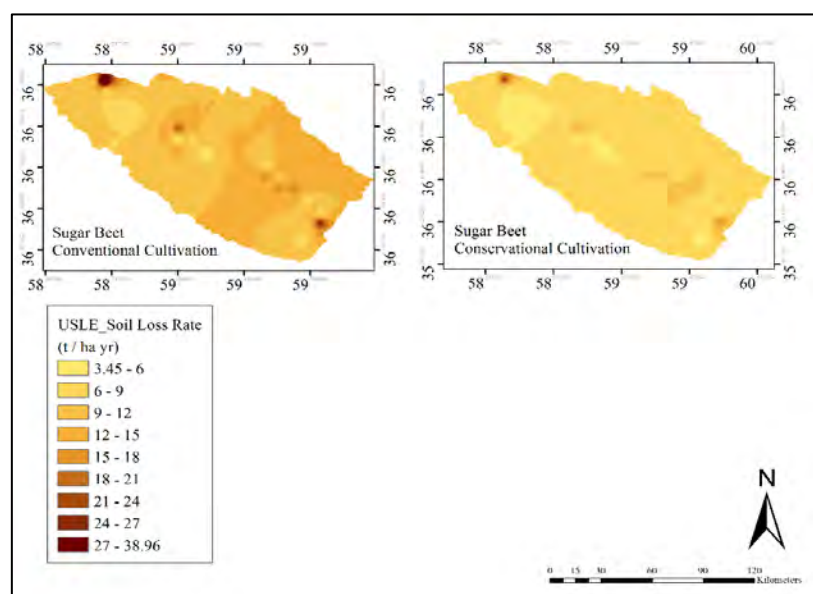 58 58 59 59 59
58 58 59 59 60
36 36 36 36 36
36 36 36 36 35
36 36 36 36 36
36 36 36 36 35
Sugar Beet
Conventional Cultivation
Sugar Beet
Conservational Cultivation
58 58 59 59 59
58 58 59 59 60
USLE_Soil Loss Rate
(t / ha yr)
3.45 - 6
6 - 9
9 - 12
12 - 15
15 - 18
18 - 21
21 - 24
24 - 27
27 - 38.96
N
0 15 30 60 90 120
Kilometers